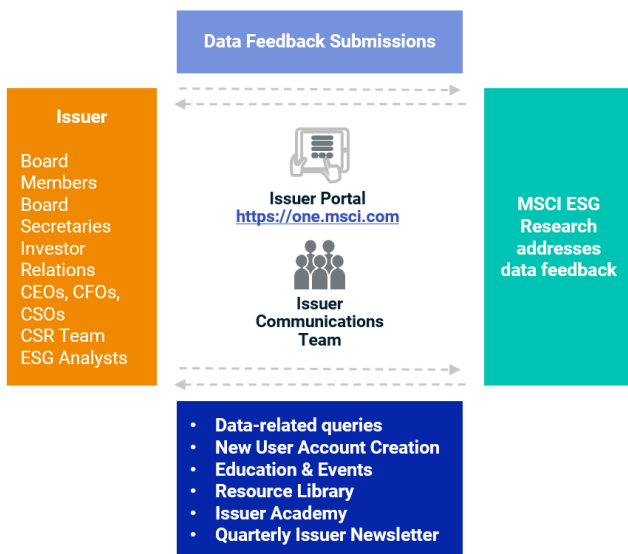 Data Feedback Submissions
Issuer
Board
Members
Board
Secretaries
Investor
Relations
CEOs, CFOs,
CSOs
CSR Team
ESG Analysts
Issuer Portal
https://one.msci.com
Issuer
Communications
Team
MSCI ESG
Research
addresses
data feedback
• Data-related queries
• New User Account Creation
• Education & Events
• Resource Library
• Issuer Academy
• Quarterly Issuer Newsletter